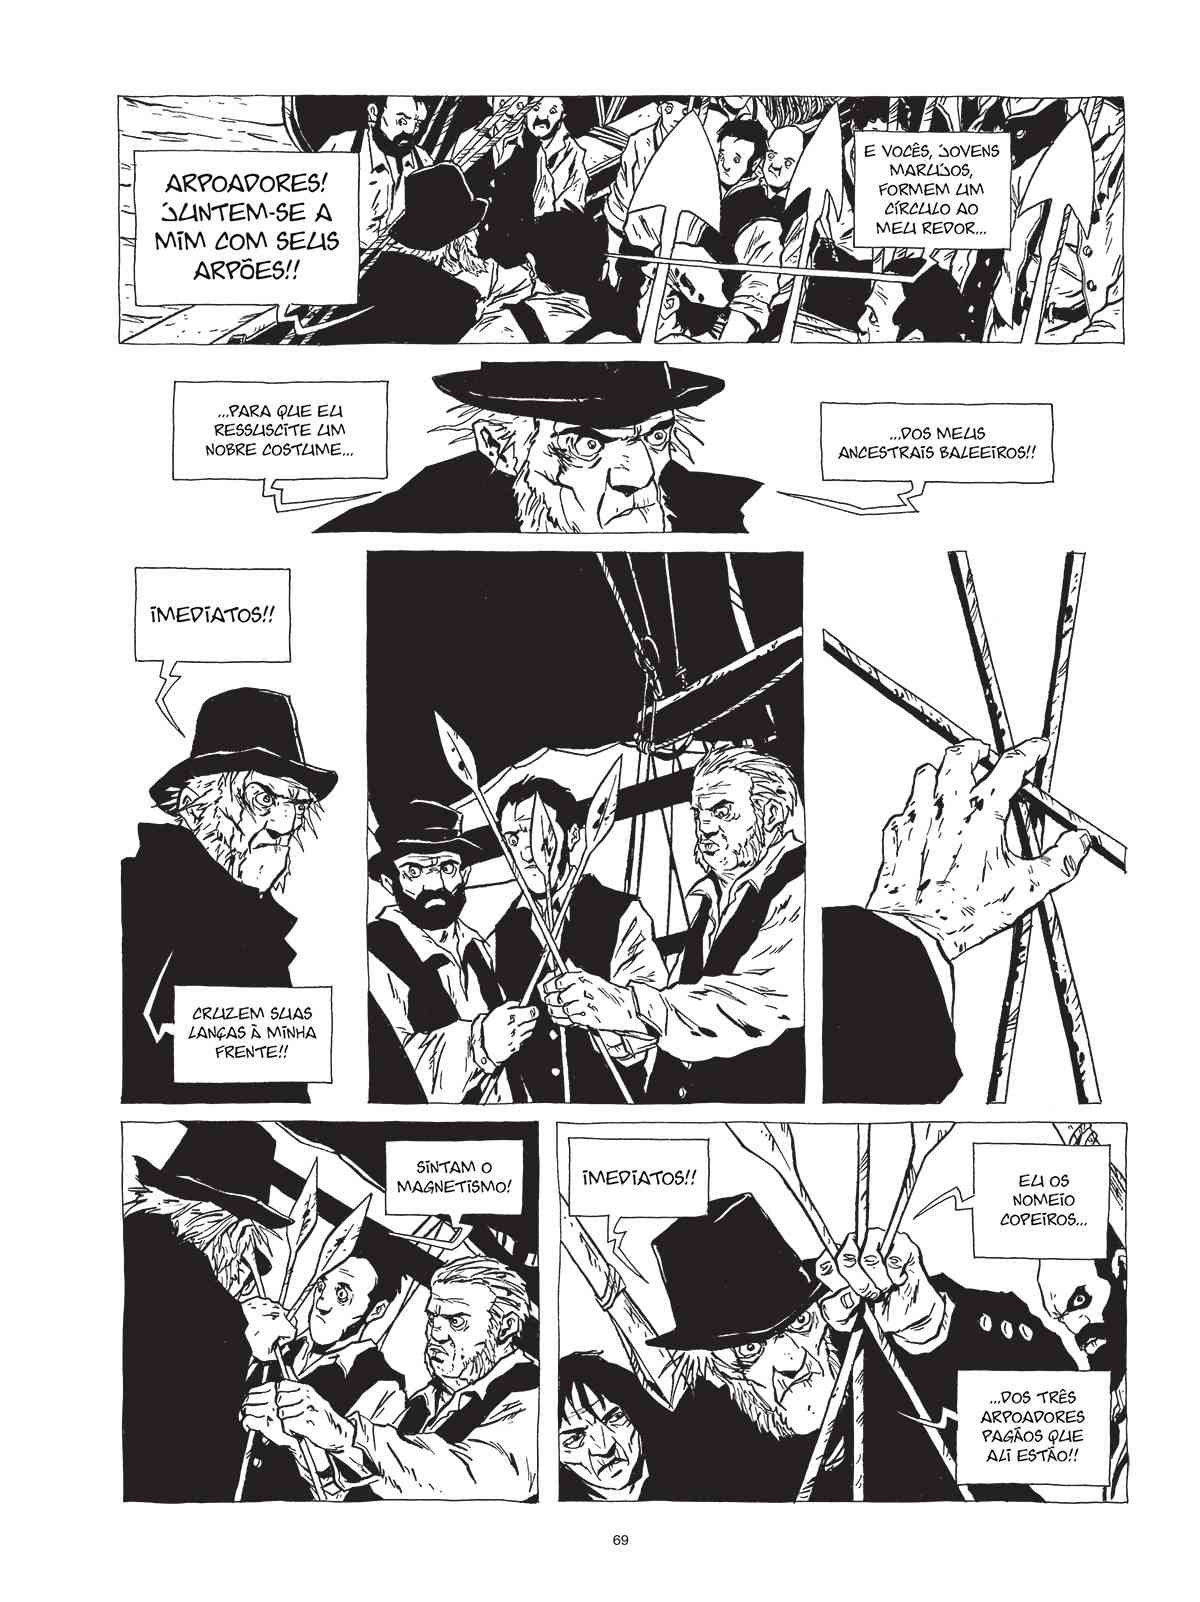 ARPOADORES!
JUNTEM-SE A
MIM COM SEUS
ARPÕES!!
E VOCÊS, JOVENS
MARUJOS,
FORMEM UM
CÍRCULO AO
MEU REDOR...
...PARA QUE EU
RESSUSCITE UM
NOBRE COSTUME...
...DOS MEUS
ANCESTRAIS BALEEIROS!!
IMEDIATOS!!
CRUZEM SUAS
LANÇAS À MINHA
FRENTE!!
SINTAM O
MAGNETISMO!
IMEDIATOS!!
EU OS
NOMEIO
COPEIROS...
...DOS TRÊS
ARPOADORES
PAGÃOS QUE
ALI ESTÃO!!
69